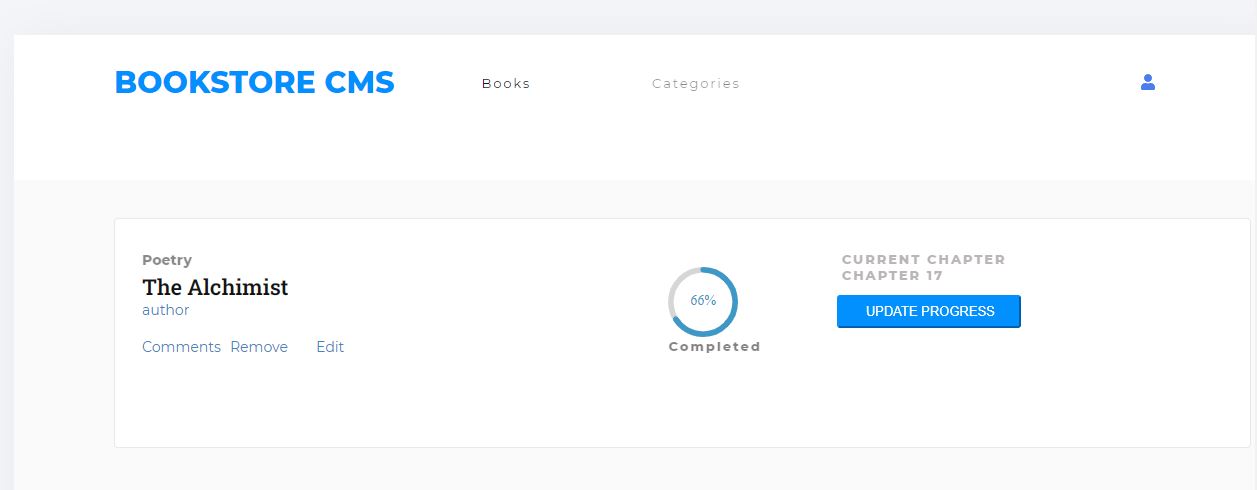 BOOKSTORE CMS Books Categories
Poetry
The Alchimist
author
Comments Remove Edit
66%
Completed
CURRENT CHAPTER
CHAPTER 17
UPDATE PROGRESS